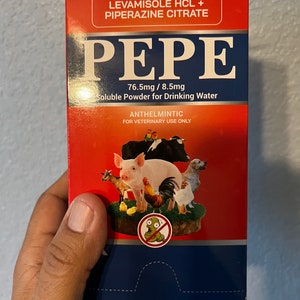 LEVAMISOLE HCL +
PIPERAZINE CITRATE
PEPE
76.5mg / 8.5mg
Soluble Powder for Drinking Water
ANTHELMINTIC
FOR VETERINARY USE ONLY